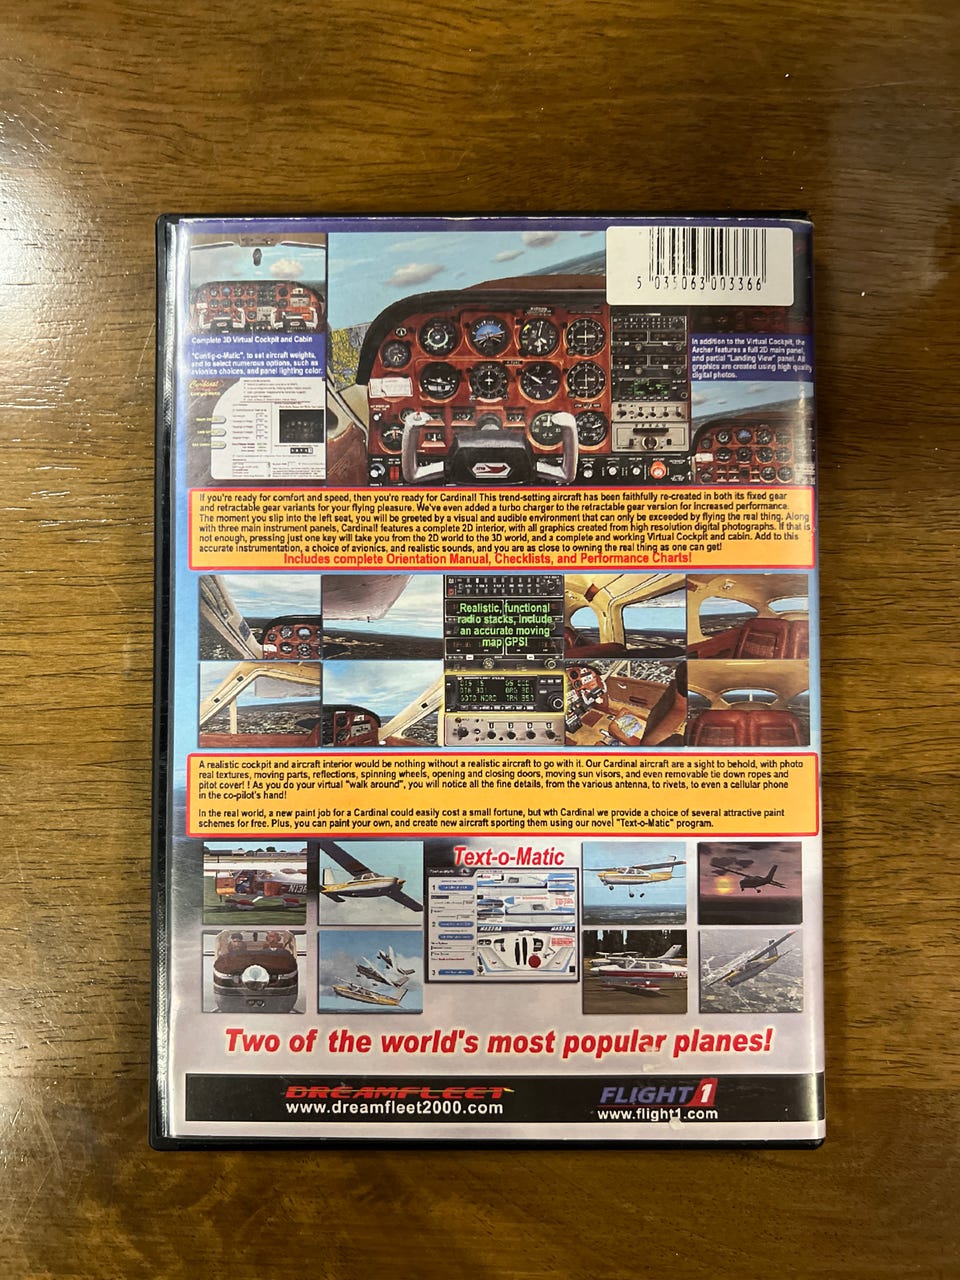 5 035063 003366
Complete 3D Virtual Cockpit and Cabin
"Config-o-Matic", to set aircraft weights,
and to select numerous options, such as
avionics choices, and panel lighting color.
In addition to the Virtual Cockpit, the
Archer features a full 2D main panel,
and partial "Landing View" panel. All
graphics are created using high quality
digital photos.
Cardinal
If you're ready for comfort and speed, then you're ready for Cardinal! This trend-setting aircraft has been faithfully re-created in both its fixed gear
and retractable gear variants for your flying pleasure. We've even added a turbo charger to the retractable gear version for increased performance.
The moment you slip into the left seat, you will be greeted by a visual and audible environment that can only be exceeded by flying the real thing. Along
with three main instrument panels, Cardinal! features a complete 2D interior, with all graphics created from high resolution digital photographs. If that is
not enough, pressing just one key will take you from the 2D world to the 3D world, and a complete and working Virtual Cockpit and cabin. Add to this
accurate instrumentation, a choice of avionics, and realistic sounds, and you are as close to owning the real thing as one can get!
Includes complete Orientation Manual, Checklists, and Performance Charts!
Realistic, functional
radio stacks, include
an accurate moving
map GPS!
A realistic cockpit and aircraft interior would be nothing without a realistic aircraft to go with it. Our Cardinal aircraft are a sight to behold, with photo
real textures, moving parts, reflections, spinning wheels, opening and closing doors, moving sun visors, and even removable tie down ropes and
pitot cover! ! As you do your virtual "walk around", you will notice all the fine details, from the various antenna, to rivets, to even a cellular phone
in the co-pilot's hand!
In the real world, a new paint job for a Cardinal could easily cost a small fortune, but wth Cardinal we provide a choice of several attractive paint
schemes for free. Plus, you can paint your own, and create new aircraft sporting them using our novel "Text-o-Matic" program.
Text-o-Matic
1
2
3
Two of the world's most popular planes!
DREAMFLEET
www.dreamfleet2000.com
FLIGHT1
www.flight1.com